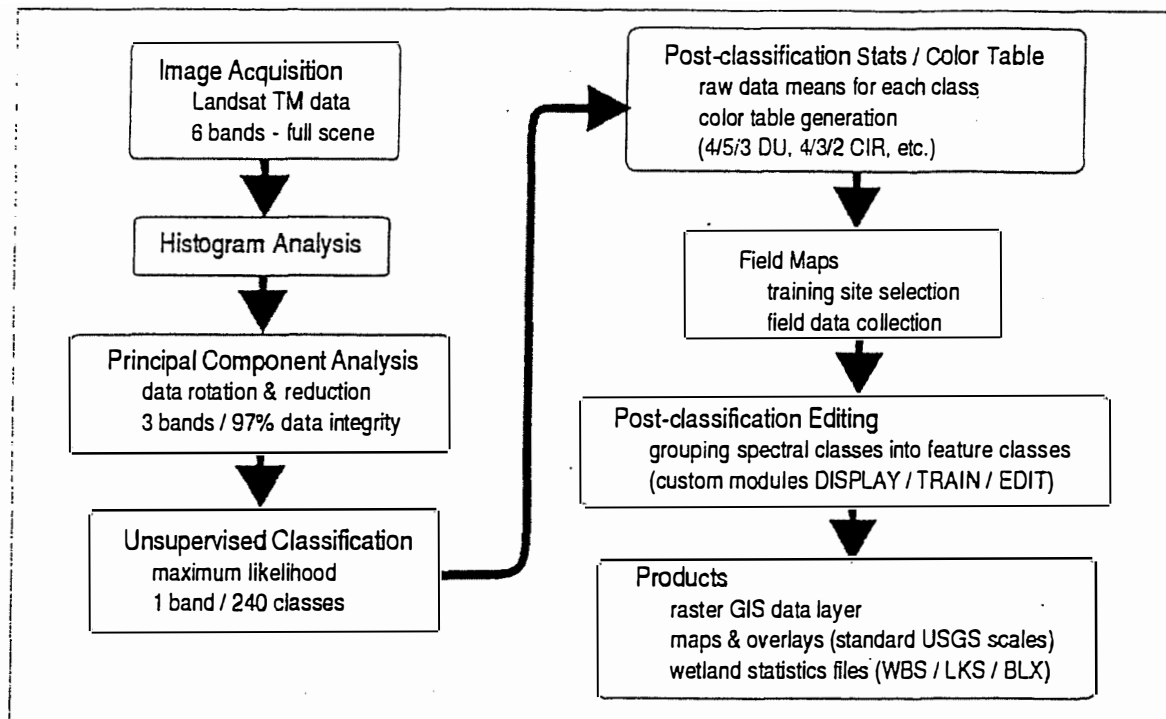 Image Acquisition
Landsat TM data
6 bands - full scene
Histogram Analysis
Principal Component Analysis
data rotation & reduction
3 bands / 97% data integrity
Unsupervised Classification
maximum likelihood
1 band / 240 classes
Post-classification Stats / Color Table
raw data means for each class
color table generation
(4/5/3 DU, 4/3/2 CIR, etc.)
Field Maps
training site selection
field data collection
Post-classification Editing
grouping spectral classes into feature classes
(custom modules DISPLAY / TRAIN / EDIT)
Products
raster GIS data layer
maps & overlays (standard USGS scales)
wetland statistics files (WBS / LKS / BLX)